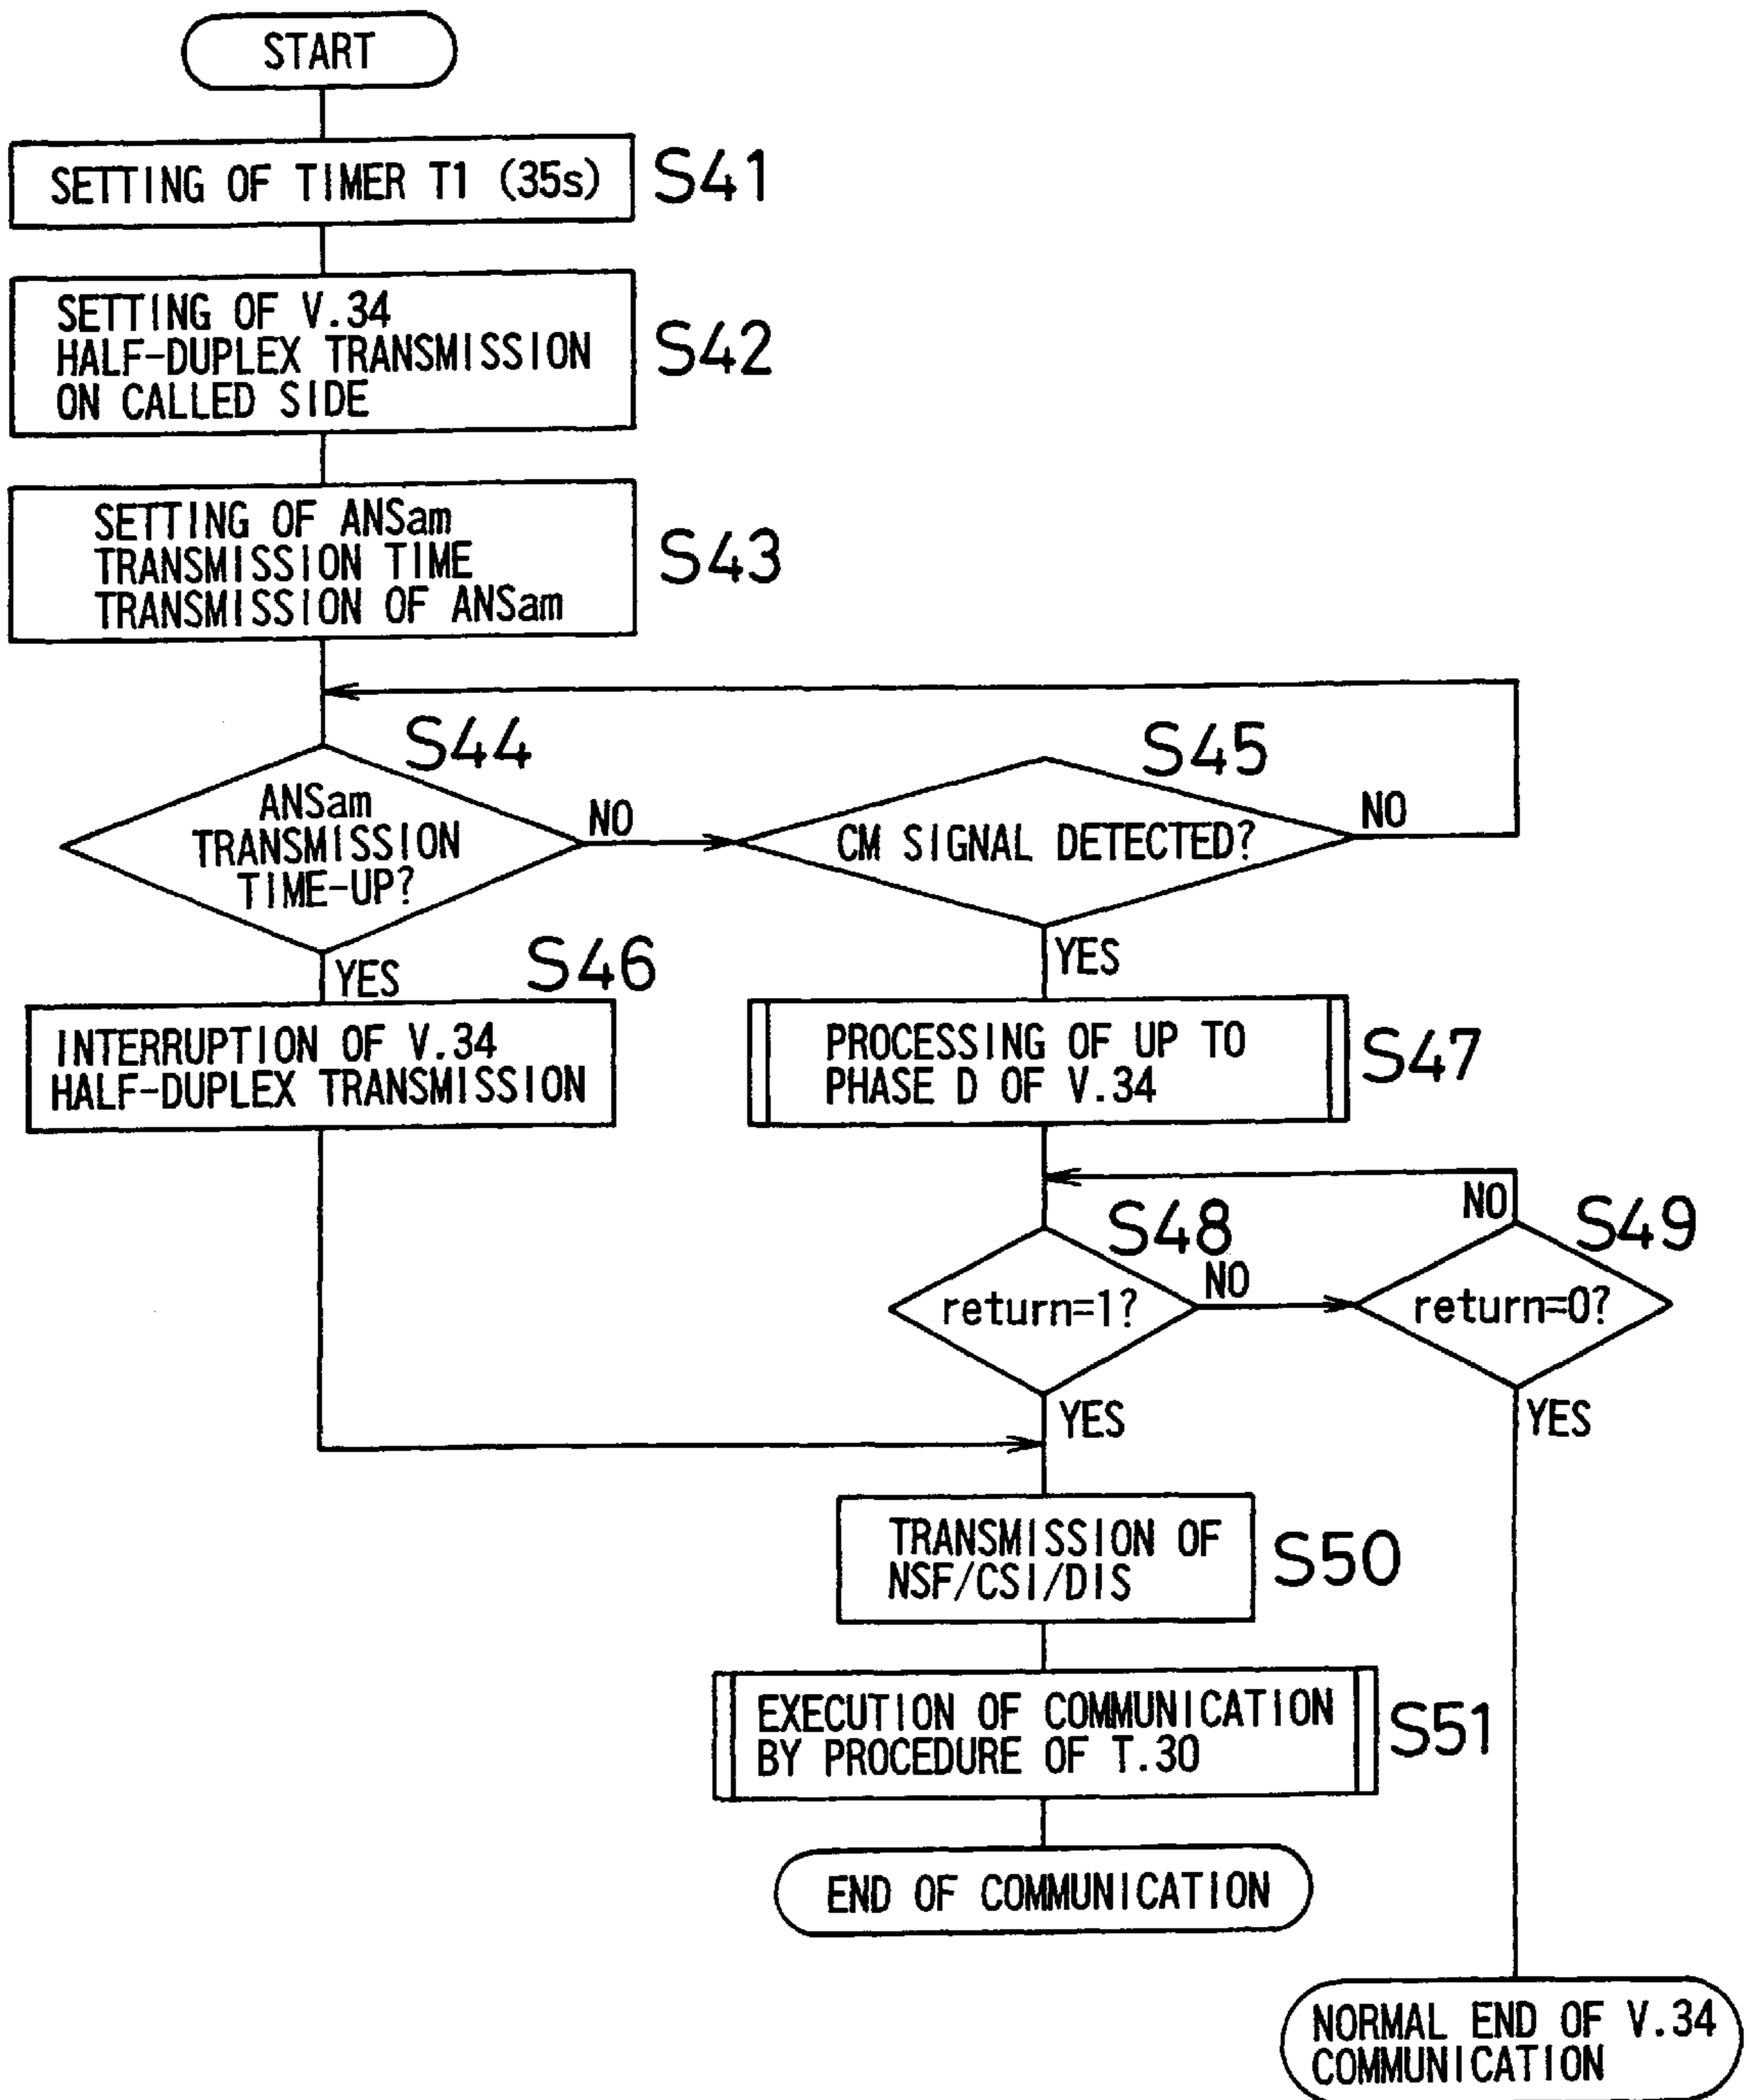 START
SETTING OF TIMER T1 (35s)
S41
SETTING OF V.34
HALF-DUPLEX TRANSMISSION
ON CALLED SIDE
S42
SETTING OF ANSam
TRANSMISSION TIME
TRANSMISSION OF ANSam
S43
S44
ANSam
TRANSMISSION
TIME-UP?
NO
YES
S45
CM SIGNAL DETECTED?
NO
YES
S46
INTERRUPTION OF V.34
HALF-DUPLEX TRANSMISSION
PROCESSING OF UP TO
PHASE D OF V.34
S47
S48
return=1?
NO
YES
NO
S49
return=0?
YES
TRANSMISSION OF
NSF/CSI/DIS
S50
EXECUTION OF COMMUNICATION
BY PROCEDURE OF T.30
S51
END OF COMMUNICATION
NORMAL END OF V.34
COMMUNICATION